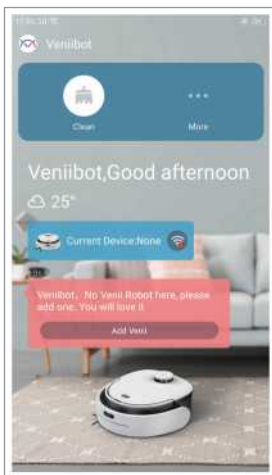 Veniibot
Clean
More
Veniibot,Good afternoon
25°
Current Device:None
Veniibot, No Venii Robot here, please
add one. You will love it
Add Venii